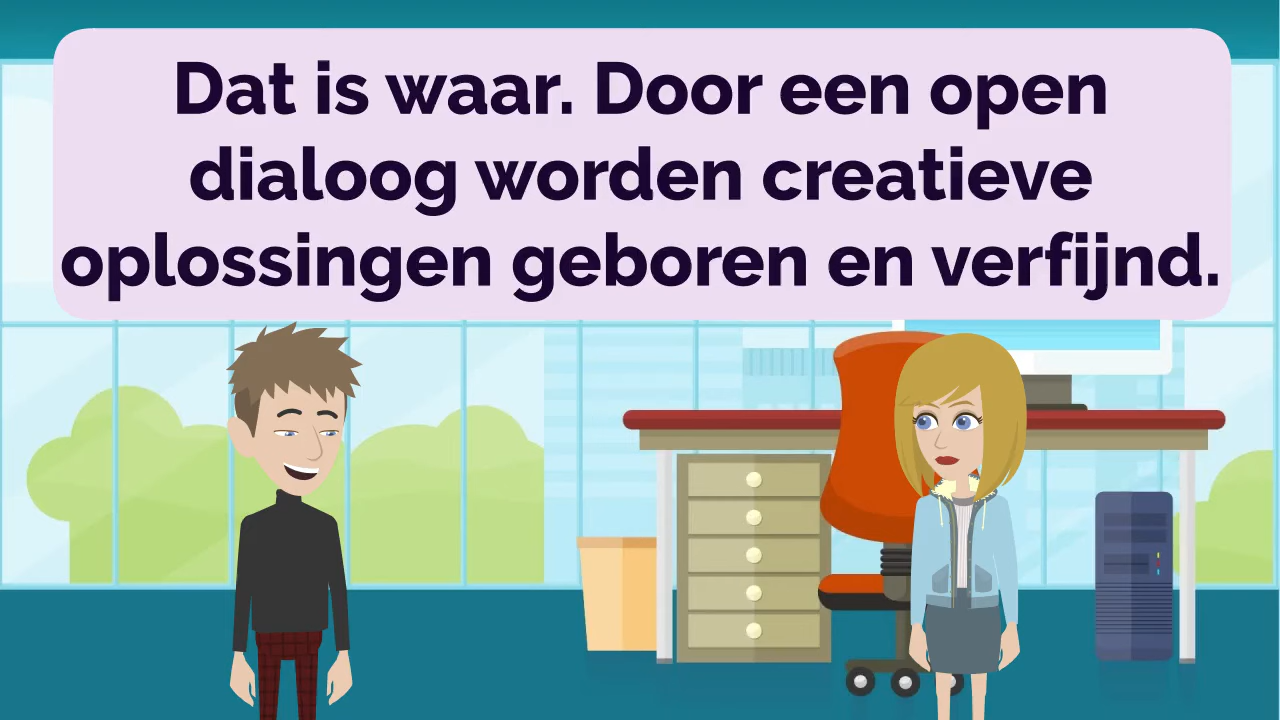 Dat is waar. Door een open
dialoog worden creatieve
oplossingen geboren en verfijnd.